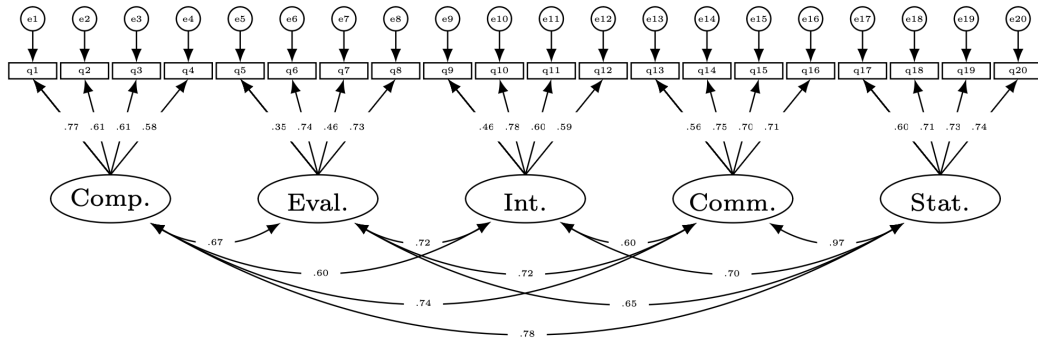 e1 e2 e3 e4 e5 e6 e7 e8 e9 e10 e11 e12 e13 e14 e15 e16 e17 e18 e19 e20
q1 q2 q3 q4 q5 q6 q7 q8 q9 q10 q11 q12 q13 q14 q15 q16 q17 q18 q19 q20
.77 .61 .61 .58 .35 .74 .46 .73 .46 .78 .60 .59 .56 .75 .70 .71 .60 .71 .73 .74
Comp. Eval. Int. Comm. Stat.
.67 .72 .60 .97
.60 .72 .70
.74 .65
.78